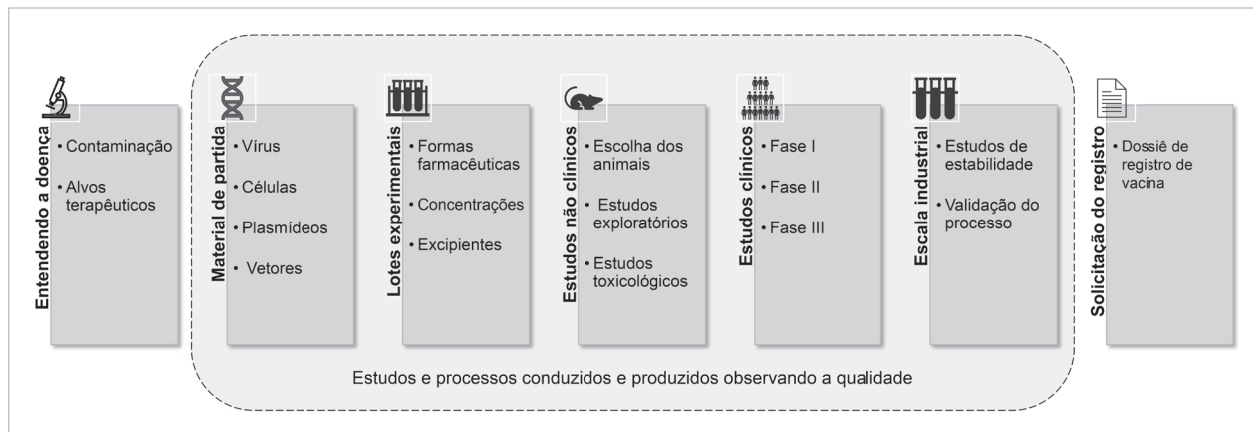 Entendendo a doença
• Contaminação
• Alvos
terapêuticos
Material de partida
• Vírus
• Células
• Plasmídeos
• Vetores
Lotes experimentais
• Formas
farmacêuticas
• Concentrações
• Excipientes
Estudos não clínicos
• Escolha dos
animais
• Estudos
exploratórios
• Estudos
toxicológicos
Estudos clínicos
• Fase I
• Fase II
• Fase III
Escala industrial
• Estudos de
estabilidade
• Validação do
processo
Solicitação do registro
• Dossiê de
registro de
vacina
Estudos e processos conduzidos e produzidos observando a qualidade